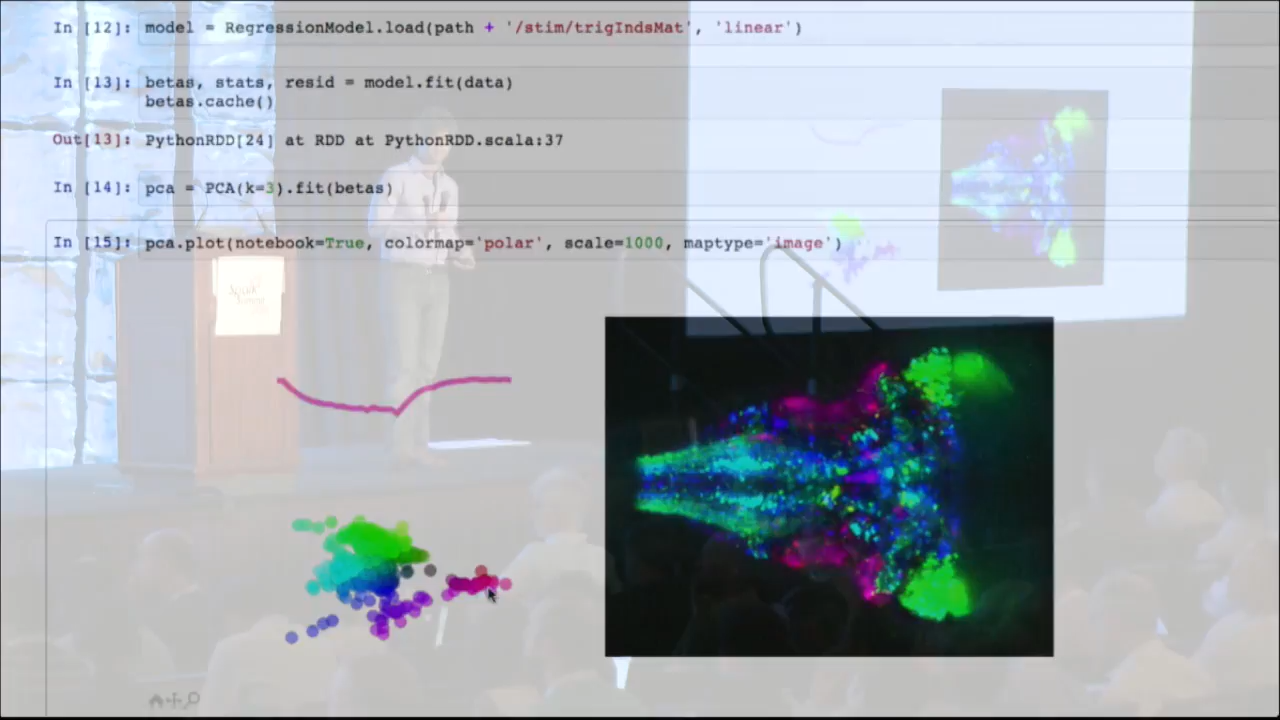 In [12]: model = RegressionModel.load(path + '/stim/trigIndsMat', 'linear')
In [13]: betas, stats, resid = model.fit(data)
betas.cache()
Out[13]: PythonRDD[24] at RDD at PythonRDD.scala:37
In [14]: pca = PCA(k=3).fit(betas)
In [15]: pca.plot(notebook=True, colormap='polar', scale=1000, maptype='image')